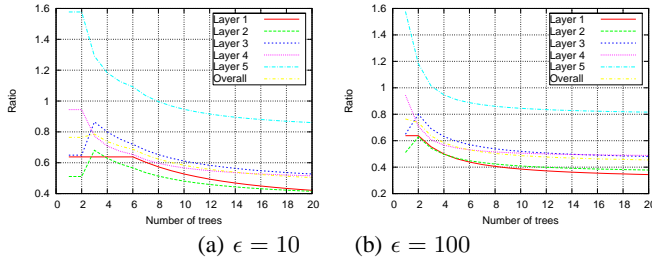 1.6
1.4
1.2
1
0.8
0.6
0.4
Ratio
0 2 4 6 8 10 12 14 16 18 20
Number of trees
Layer 1
Layer 2
Layer 3
Layer 4
Layer 5
Overall
(a) ϵ = 10
1.6
1.4
1.2
1
0.8
0.6
0.4
0.2
Ratio
0 2 4 6 8 10 12 14 16 18 20
Number of trees
Layer 1
Layer 2
Layer 3
Layer 4
Layer 5
Overall
(b) ϵ = 100